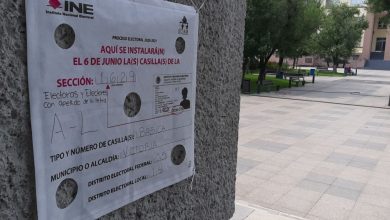 INE
Instituto Nacional Electoral
PROCESO ELECTORAL 2020-2021
AQUÍ SE INSTALARÁ(N)
EL 6 DE JUNIO LA(S) CASILLA(S) DE LA
SECCIÓN:
Electoras y Electores
con apellido de la letra
A-L
TIPO Y NÚMERO DE CASILLA(S): BASICA
MUNICIPIO O ALCALDÍA: VICTORIA
DISTRITO ELECTORAL FEDERAL:
DISTRITO ELECTORAL LOCAL: